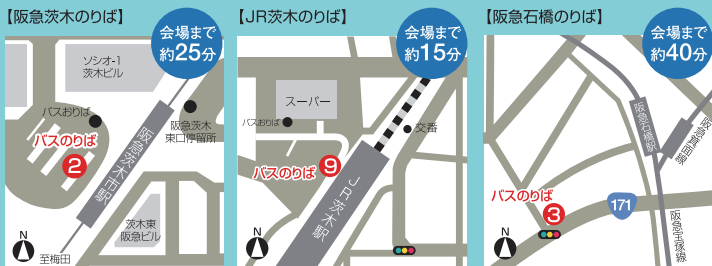 【阪急茨木のりば】
会場まで
約25分
ソシオ-1
茨木ビル
バスおりば
バスのりば
2
阪急茨木市駅
阪急茨木
東口停留所
茨木東
阪急ビル
N
至梅田
【JR茨木のりば】
会場まで
約15分
スーパー
バスおりば
交番
バスのりば
9
JR茨木駅
N
【阪急石橋のりば】
会場まで
約40分
阪急石橋駅
阪急箕面線
バスのりば
3
171
阪急宝塚線
N